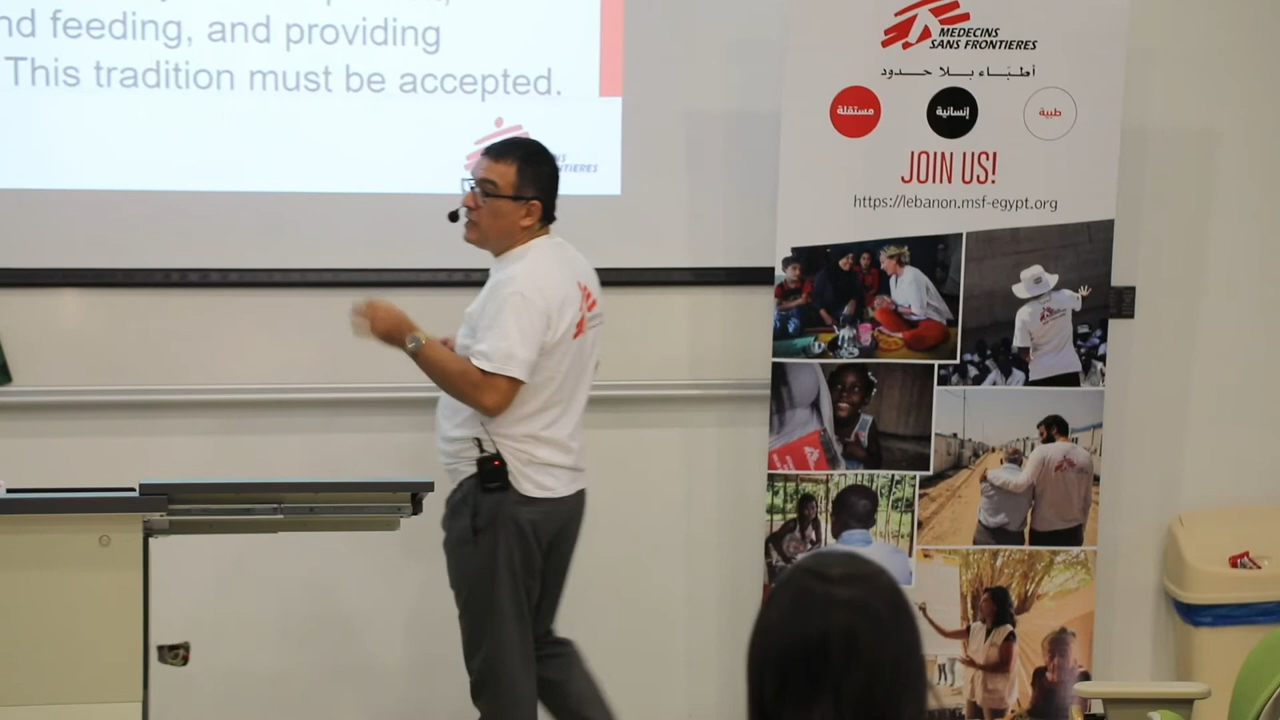 nd feeding, and providing
This tradition must be accepted.
MEDECINS
SANS FRONTIERES
أطباء بلا حدود
مستقلة
إنسانية
طبية
JOIN US!
https://lebanon.msf-egypt.org